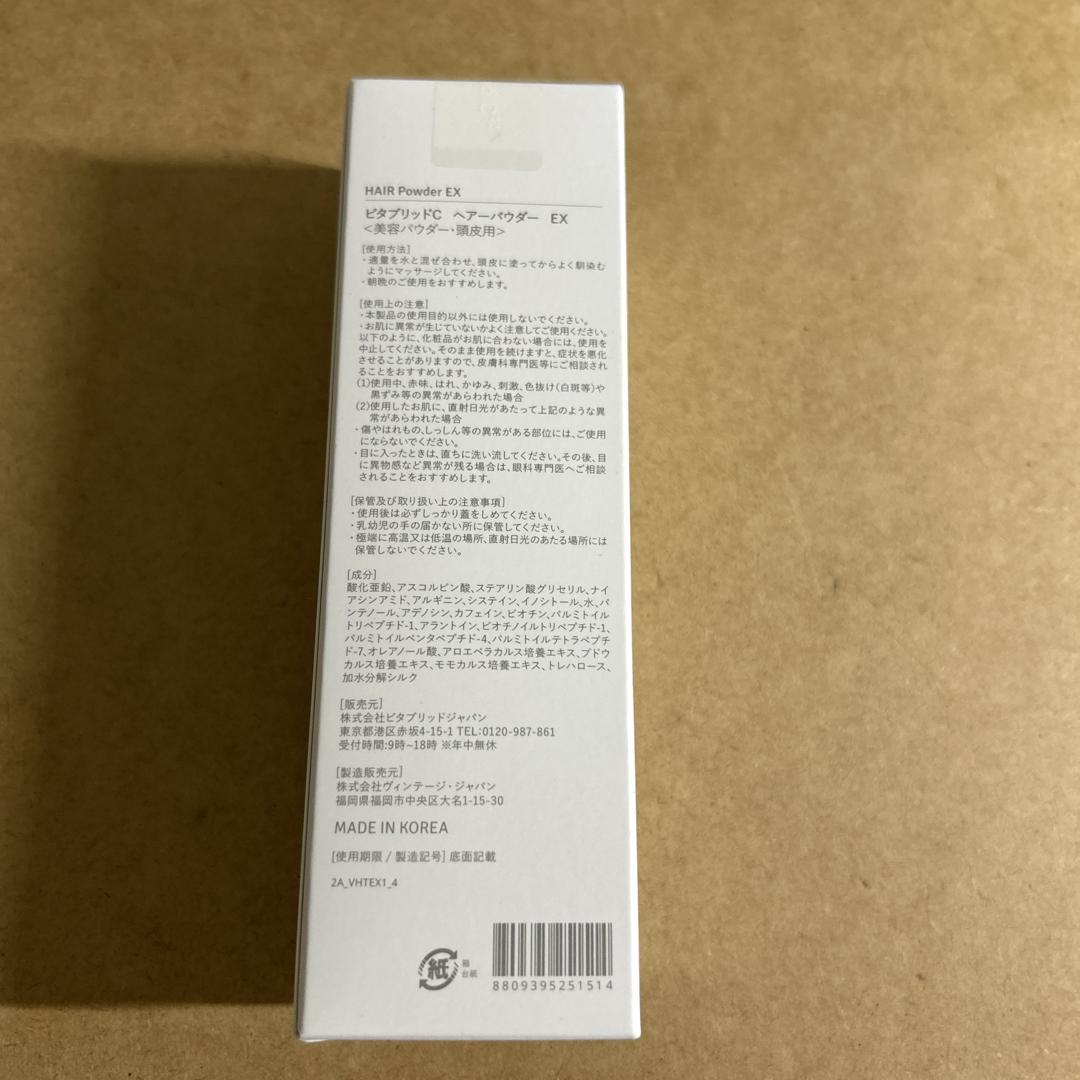 HAIR Powder EX
ビタブリッドC　ヘアーパウダー　EX
<美容パウダー・頭皮用>
[使用方法]
・適量を水と混ぜ合わせ、頭皮に塗ってからよく馴染む
ようにマッサージしてください。
・朝晩のご使用をおすすめします。
[使用上の注意]
・本製品の使用目的以外には使用しないでください。
・お肌に異常が生じていないかよく注意してご使用ください。
以下のように、化粧品がお肌に合わない場合には、使用を
中止してください。そのまま使用を続けますと、症状を悪化
させることがありますので、皮膚科専門医等にご相談され
ることをおすすめします。
(1)使用中、赤味、はれ、かゆみ、刺激、色抜け(白斑等)や
黒ずみ等の異常があらわれた場合
(2)使用したお肌に、直射日光があたって上記のような異
常があらわれた場合
・傷やはれもの、しっしん等の異常がある部位には、ご使用
にならないでください。
・目に入ったときは、直ちに洗い流してください。その後、目
に異物感など異常が残る場合は、眼科専門医へご相談
されることをおすすめします。
[保管及び取り扱い上の注意事項]
・使用後は必ずしっかり蓋をしめてください。
・乳幼児の手の届かない所に保管してください。
・極端に高温又は低温の場所、直射日光のあたる場所には
保管しないでください。
[成分]
酸化亜鉛、アスコルビン酸、ステアリン酸グリセリル、ナイ
アシンアミド、アルギニン、システイン、イノシトール、水、パ
ンテノール、アデノシン、カフェイン、ビオチン、パルミトイル
トリペプチド-1、アラントイン、ビオチノイルトリペプチド-1、
パルミトイルペンタペプチド-4、パルミトイルテトラペプチ
ド-7、オレアノール酸、アロエベラカルス培養エキス、ブドウ
カルス培養エキス、モモカルス培養エキス、トレハロース、
加水分解シルク
[販売元]
株式会社ビタブリッドジャパン
東京都港区赤坂4-15-1 TEL:0120-987-861
受付時間:9時~18時 ※年中無休
[製造販売元]
株式会社ヴィンテージ・ジャパン
福岡県福岡市中央区大名1-15-30
MADE IN KOREA
[使用期限 / 製造記号] 底面記載
2A_VHTEX1_4
紙
箱
台紙
8809395251514